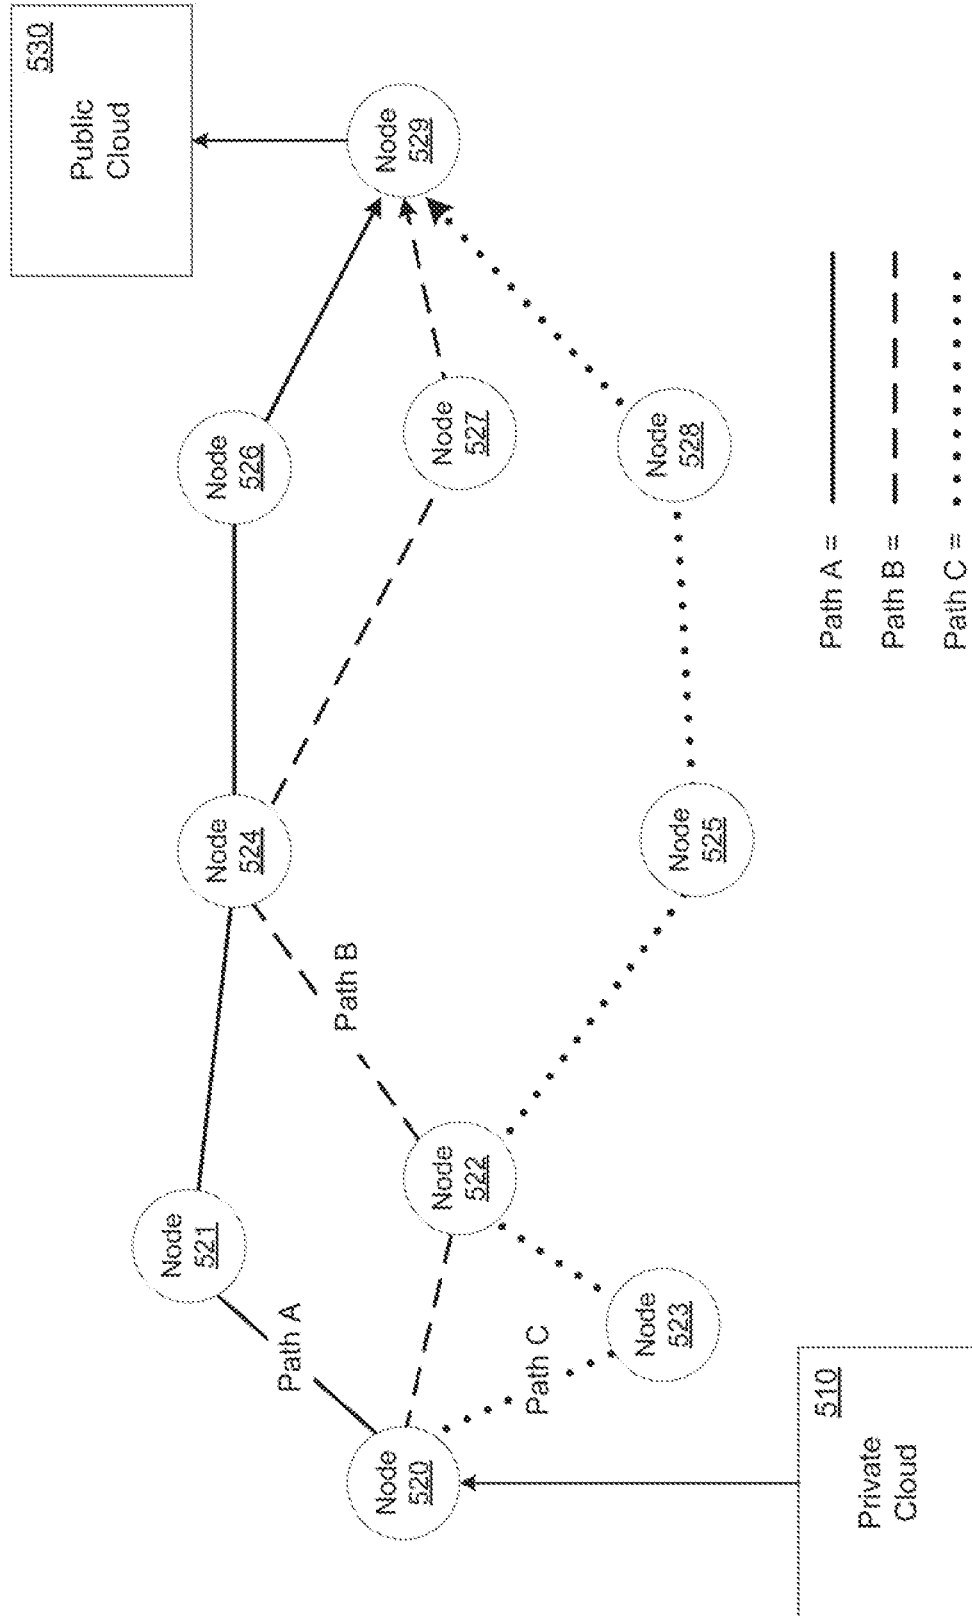 530
Public
Cloud
Node
529
Node
526
Node
527
Node
528
Node
524
Node
525
Path B
Node
521
Node
522
Node
523
Path A
Path C
Node
520
510
Private
Cloud
Path A =
Path B =
Path C =